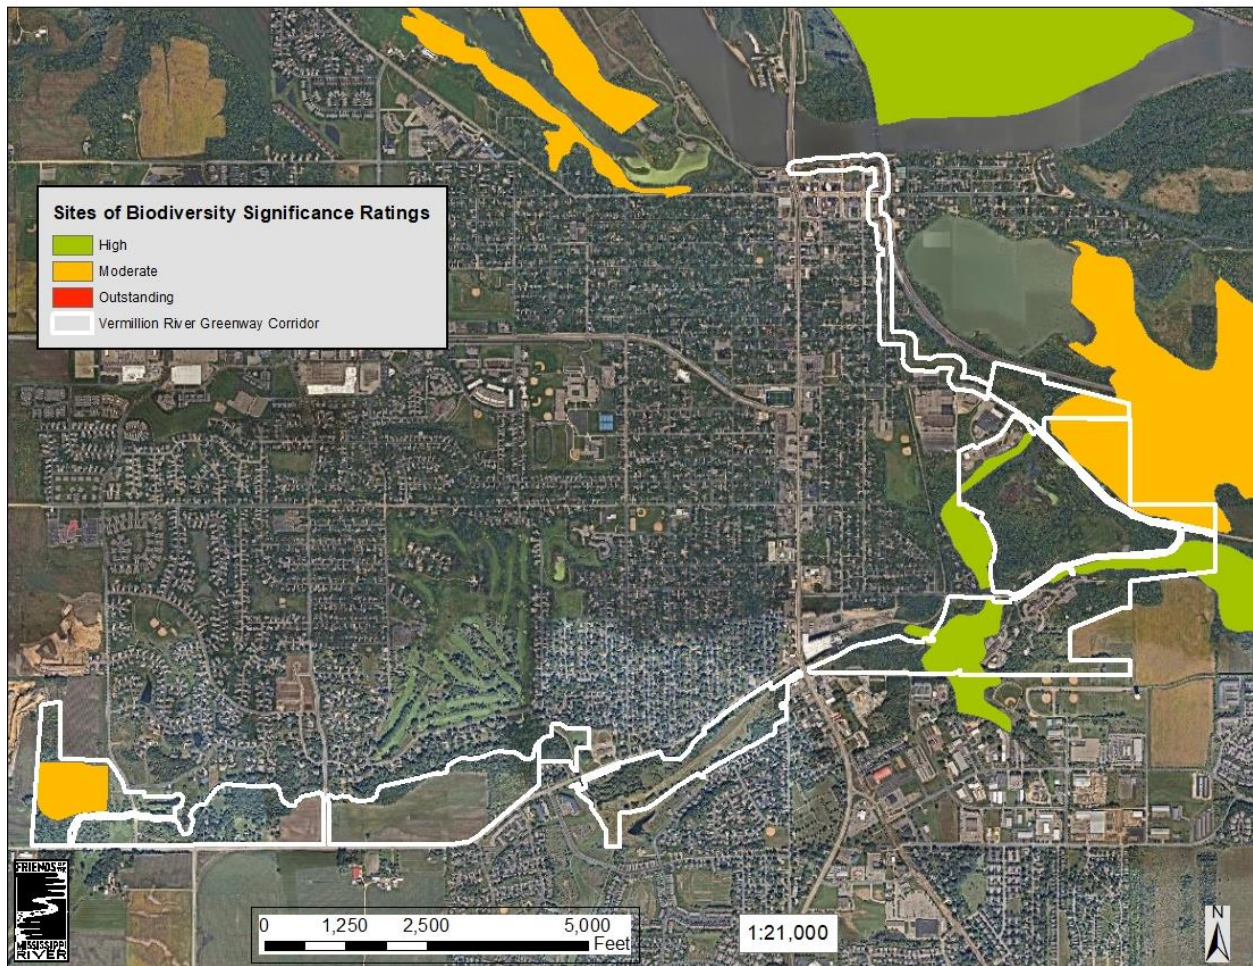 Sites of Biodiversity Significance Ratings
High
Moderate
Outstanding
Vermillion River Greenway Corridor
FRIENDS OF THE
MISSISSIPPI
RIVER
0 1,250 2,500 5,000
Feet
1:21,000
N